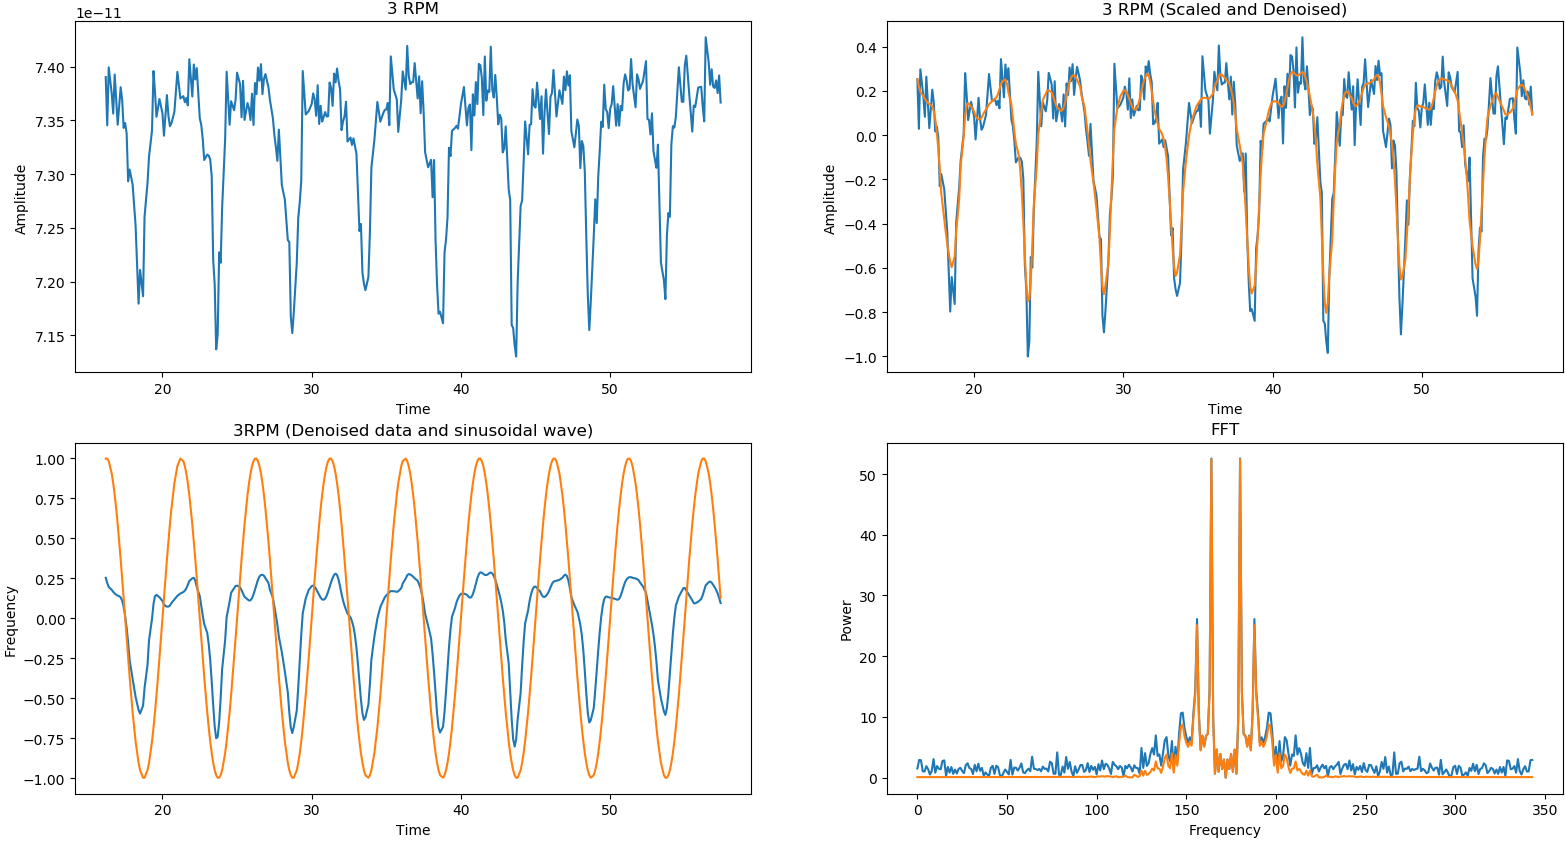 3 RPM
1e−11
7.40
7.35
7.30
7.25
7.20
7.15
Amplitude
20 30 40 50
Time
3 RPM (Scaled and Denoised)
0.4
0.2
0.0
−0.2
−0.4
−0.6
−0.8
−1.0
Amplitude
20 30 40 50
Time
3RPM (Denoised data and sinusoidal wave)
1.00
0.75
0.50
0.25
0.00
−0.25
−0.50
−0.75
−1.00
Frequency
20 30 40 50
Time
FFT
50
40
30
20
10
0
Power
0 50 100 150 200 250 300 350
Frequency